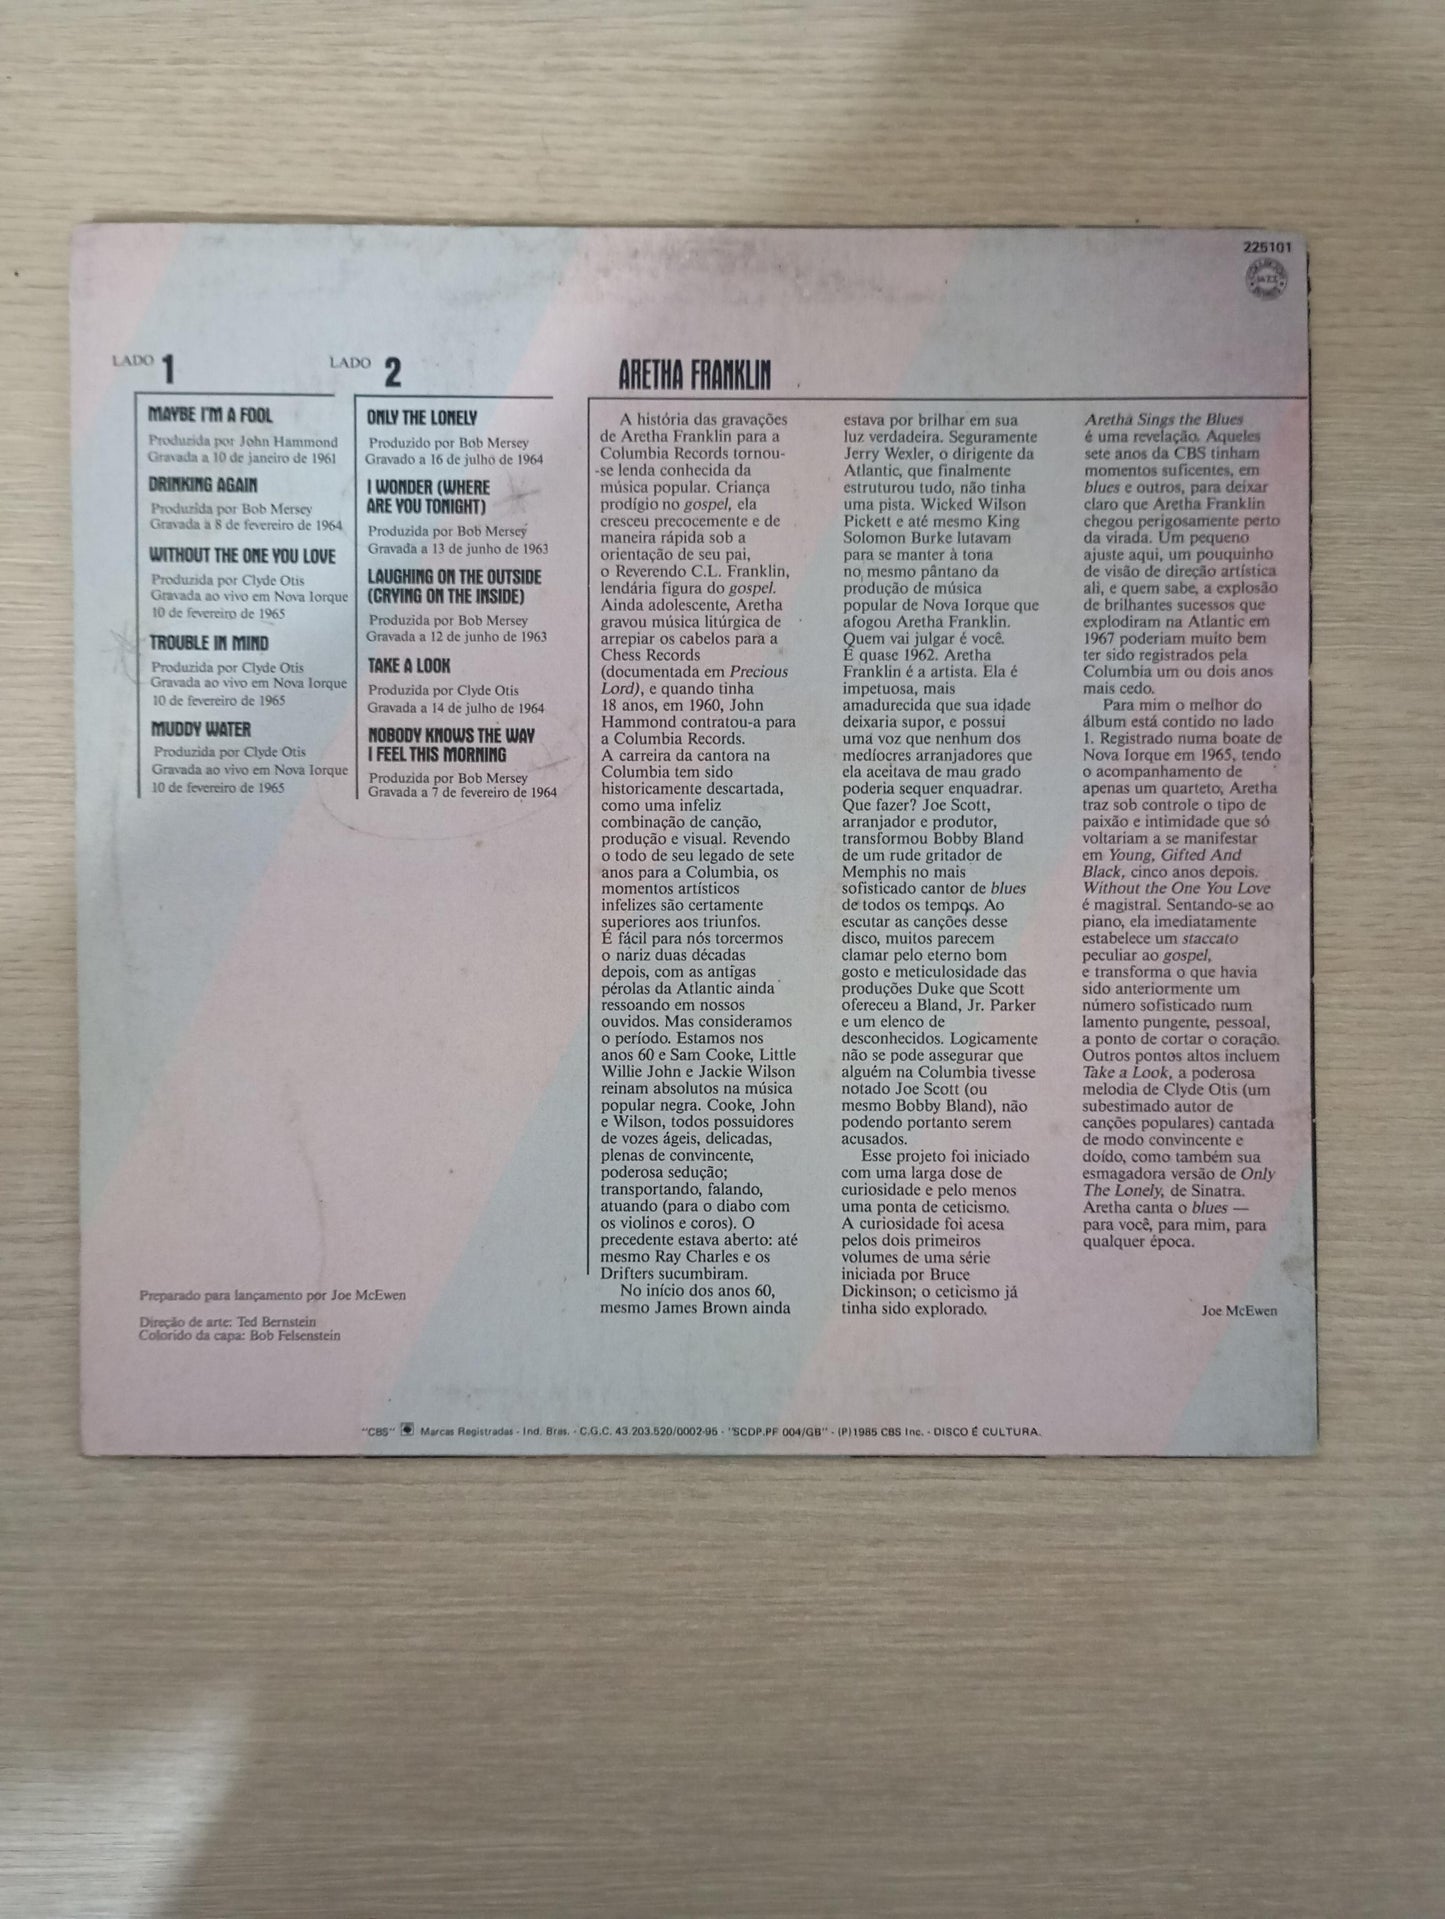 225101
LADO 1
MAYBE I'M A FOOL
Produzida por John Hammond
Gravada a 10 de janeiro de 1961
DRINKING AGAIN
Produzida por Bob Mersey
Gravada a 8 de fevereiro de 1964
WITHOUT THE ONE YOU LOVE
Produzida por Clyde Otis
Gravada ao vivo em Nova Iorque
10 de fevereiro de 1965
TROUBLE IN MIND
Produzida por Clyde Otis
Gravada ao vivo em Nova Iorque
10 de fevereiro de 1965
MUDDY WATER
Produzida por Clyde Otis
Gravada ao vivo em Nova Iorque
10 de fevereiro de 1965
LADO 2
ONLY THE LONELY
Produzido por Bob Mersey
Gravado a 16 de julho de 1964
I WONDER (WHERE
ARE YOU TONIGHT)
Produzida por Bob Mersey
Gravada a 13 de junho de 1963
LAUGHING ON THE OUTSIDE
(CRYING ON THE INSIDE)
Produzida por Bob Mersey
Gravada a 12 de junho de 1963
TAKE A LOOK
Produzida por Clyde Otis
Gravada a 14 de julho de 1964
NOBODY KNOWS THE WAY
I FEEL THIS MORNING
Produzida por Bob Mersey
Gravada a 7 de fevereiro de 1964
ARETHA FRANKLIN
A história das gravações
de Aretha Franklin para a
Columbia Records tornou-
-se lenda conhecida da
música popular. Criança
prodígio no gospel, ela
cresceu precocemente e de
maneira rápida sob a
orientação de seu pai,
o Reverendo C.L. Franklin,
lendária figura do gospel.
Ainda adolescente, Aretha
gravou música litúrgica de
arrepiar os cabelos para a
Chess Records
(documentada em Precious
Lord), e quando tinha
18 anos, em 1960, John
Hammond contratou-a para
a Columbia Records.
A carreira da cantora na
Columbia tem sido
historicamente descartada,
como uma infeliz
combinação de canção,
produção e visual. Revendo
o todo de seu legado de sete
anos para a Columbia, os
momentos artísticos
infelizes são certamente
superiores aos triunfos.
É fácil para nós torcermos
o nariz duas décadas
depois, com as antigas
pérolas da Atlantic ainda
ressoando em nossos
ouvidos. Mas consideramos
o período. Estamos nos
anos 60 e Sam Cooke, Little
Willie John e Jackie Wilson
reinam absolutos na música
popular negra. Cooke, John
e Wilson, todos possuidores
de vozes ágeis, delicadas,
plenas de convincente,
poderosa sedução;
transportando, falando,
atuando (para o diabo com
os violinos e coros). O
precedente estava aberto: até
mesmo Ray Charles e os
Drifters sucumbiram.
No início dos anos 60,
mesmo James Brown ainda
estava por brilhar em sua
luz verdadeira. Seguramente
Jerry Wexler, o dirigente da
Atlantic, que finalmente
estruturou tudo, não tinha
uma pista. Wicked Wilson
Pickett e até mesmo King
Solomon Burke lutavam
para se manter à tona
no mesmo pântano da
produção de música
popular de Nova Iorque que
afogou Aretha Franklin.
Quem vai julgar é você.
É quase 1962. Aretha
Franklin é a artista. Ela é
impetuosa, mais
amadurecida que sua idade
deixaria supor, e possui
uma voz que nenhum dos
medíocres arranjadores que
ela aceitava de mau grado
poderia sequer enquadrar.
Que fazer? Joe Scott,
arranjador e produtor,
transformou Bobby Bland
de um rude gritador de
Memphis no mais
sofisticado cantor de blues
de todos os tempos. Ao
escutar as canções desse
disco, muitos parecem
clamar pelo eterno bom
gosto e meticulosidade das
produções Duke que Scott
ofereceu a Bland, Jr. Parker
e um elenco de
desconhecidos. Logicamente
não se pode assegurar que
alguém na Columbia tivesse
notado Joe Scott (ou
mesmo Bobby Bland), não
podendo portanto serem
acusados.
Esse projeto foi iniciado
com uma larga dose de
curiosidade e pelo menos
uma ponta de ceticismo.
A curiosidade foi acesa
pelos dois primeiros
volumes de uma série
iniciada por Bruce
Dickinson; o ceticismo já
tinha sido explorado.
Aretha Sings the Blues
é uma revelação. Aqueles
sete anos da CBS tinham
momentos suficentes, em
blues e outros, para deixar
claro que Aretha Franklin
chegou perigosamente perto
da virada. Um pequeno
ajuste aqui, um pouquinho
de visão de direção artística
ali, e quem sabe, a explosão
de brilhantes sucessos que
explodiram na Atlantic em
1967 poderiam muito bem
ter sido registrados pela
Columbia um ou dois anos
mais cedo.
Para mim o melhor do
álbum está contido no lado
1. Registrado numa boate de
Nova Iorque em 1965, tendo
o acompanhamento de
apenas um quarteto, Aretha
traz sob controle o tipo de
paixão e intimidade que só
voltariam a se manifestar
em Young, Gifted And
Black, cinco anos depois.
Without the One You Love
é magistral. Sentando-se ao
piano, ela imediatamente
estabelece um staccato
peculiar ao gospel,
e transforma o que havia
sido anteriormente um
número sofisticado num
lamento pungente, pessoal,
a ponto de cortar o coração.
Outros pontos altos incluem
Take a Look, a poderosa
melodia de Clyde Otis (um
subestimado autor de
canções populares) cantada
de modo convincente e
doído, como também sua
esmagadora versão de Only
The Lonely, de Sinatra.
Aretha canta o blues —
para você, para mim, para
qualquer época.
Joe McEwen
Preparado para lançamento por Joe McEwen
Direção de arte: Ted Bernstein
Colorido da capa: Bob Felsenstein
"CBS" Marcas Registradas - Ind. Bras. - C.G.C. 43.203.520/0002-95 - "SCDP.PF 004/GB" - (P)1985 CBS Inc. - DISCO É CULTURA.